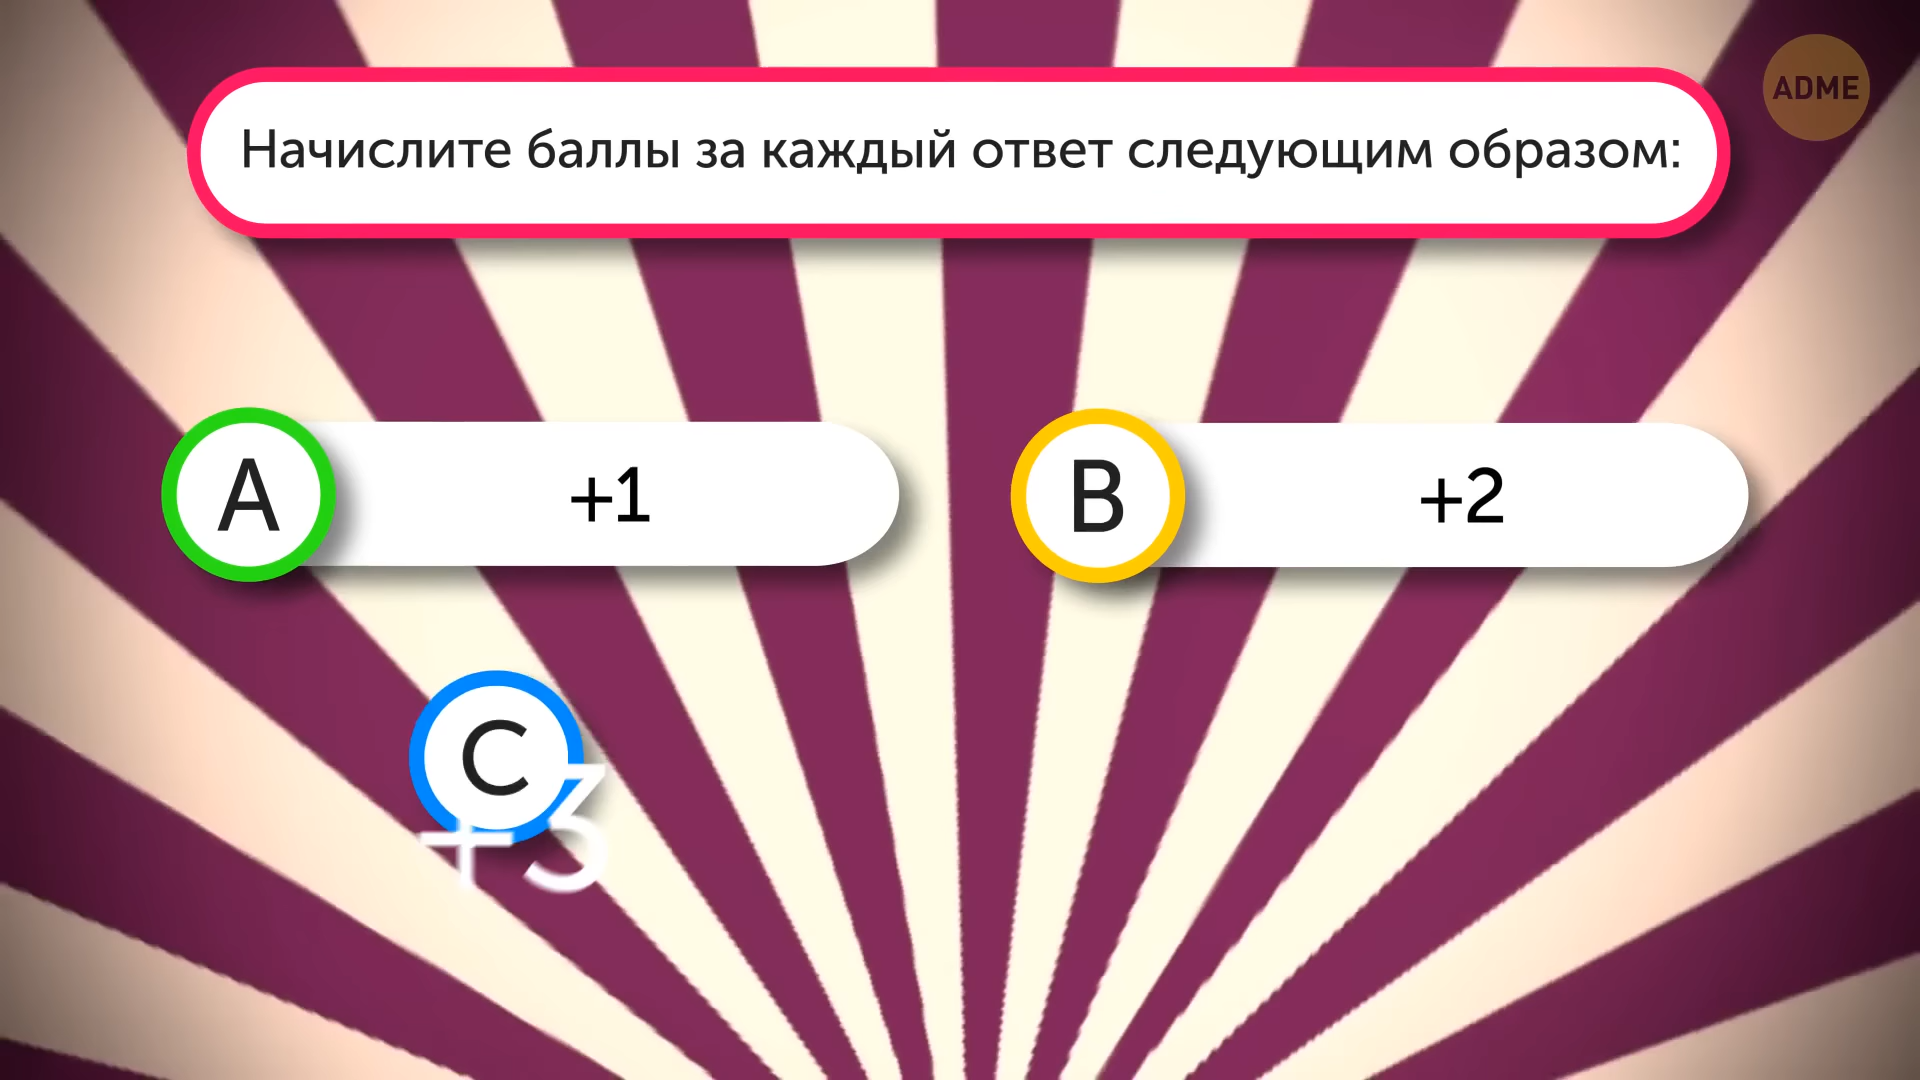 Начислите баллы за каждый ответ следующим образом:
ADME
A
+1
B
+2
C
+3